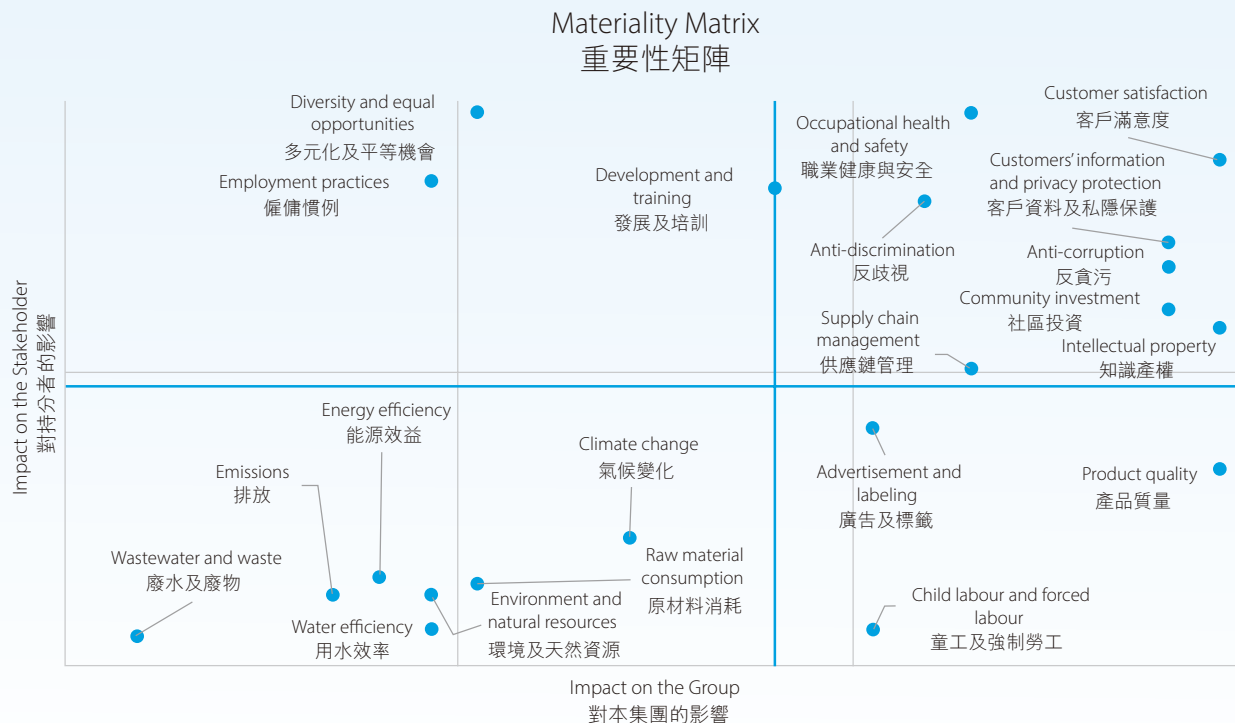 Materiality Matrix
重要性矩陣
Diversity and equal
opportunities
多元化及平等機會
Employment practices
僱傭慣例
Development and
training
發展及培訓
Occupational health
and safety
職業健康與安全
Customer satisfaction
客戶滿意度
Customers' information
and privacy protection
客戶資料及私隱保護
Anti-discrimination
反歧視
Anti-corruption
反貪污
Community investment
社區投資
Supply chain
management
供應鏈管理
Intellectual property
知識產權
Impact on the Stakeholder
對持分者的影響
Energy efficiency
能源效益
Climate change
氣候變化
Emissions
排放
Advertisement and
labeling
廣告及標籤
Product quality
產品質量
Wastewater and waste
廢水及廢物
Raw material
consumption
原材料消耗
Environment and
natural resources
環境及天然資源
Water efficiency
用水效率
Child labour and forced
labour
童工及強制勞工
Impact on the Group
對本集團的影響